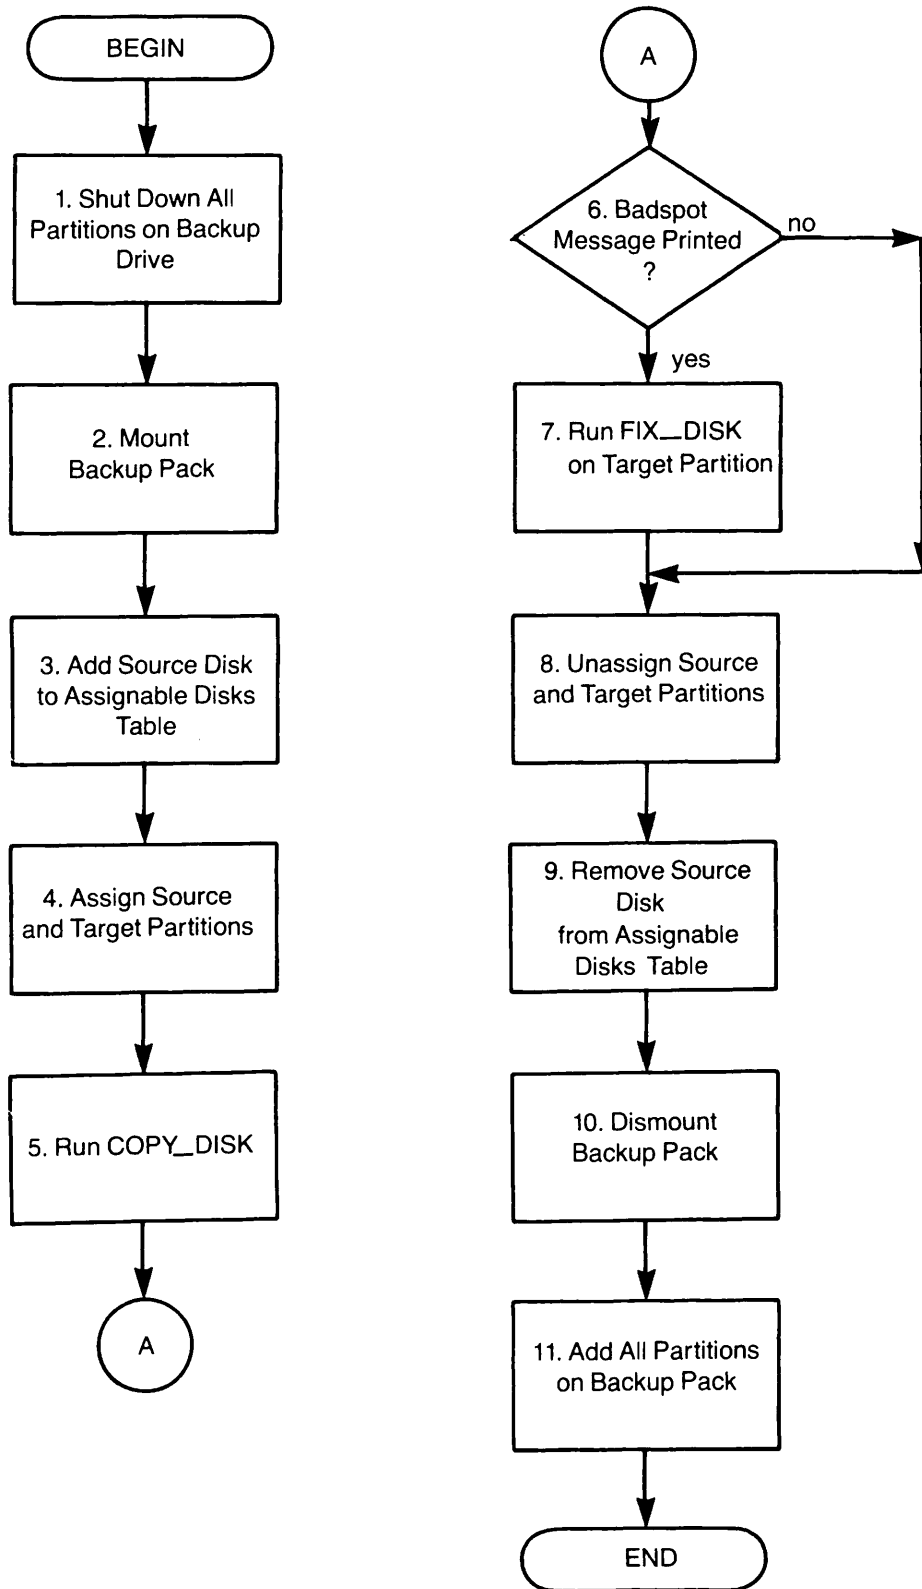 BEGIN
1. Shut Down All
Partitions on Backup
Drive
2. Mount
Backup Pack
3. Add Source Disk
to Assignable Disks
Table
4. Assign Source
and Target Partitions
5. Run COPY_DISK
A
A
6. Badspot
Message Printed
?
no
yes
7. Run FIX_DISK
on Target Partition
8. Unassign Source
and Target Partitions
9. Remove Source
Disk
from Assignable
Disks Table
10. Dismount
Backup Pack
11. Add All Partitions
on Backup Pack
END